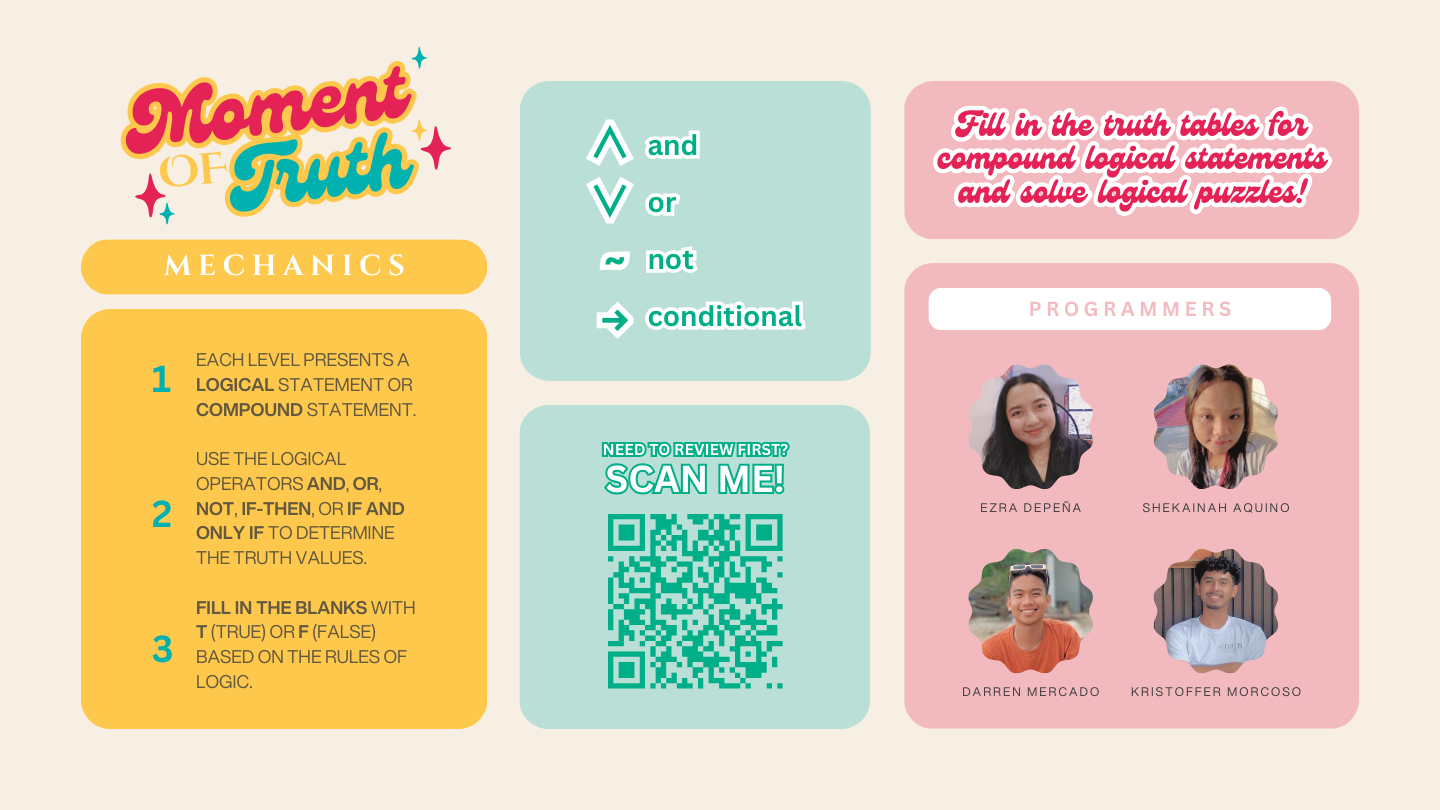 Moment
OF Truth
MECHANICS
1
EACH LEVEL PRESENTS A
LOGICAL STATEMENT OR
COMPOUND STATEMENT.
2
USE THE LOGICAL
OPERATORS AND, OR,
NOT, IF-THEN, OR IF AND
ONLY IF TO DETERMINE
THE TRUTH VALUES.
3
FILL IN THE BLANKS WITH
T (TRUE) OR F (FALSE)
BASED ON THE RULES OF
LOGIC.
∧ and
∨ or
~ not
→ conditional
NEED TO REVIEW FIRST?
SCAN ME!
Fill in the truth tables for
compound logical statements
and solve logical puzzles!
PROGRAMMERS
EZRA DEPEÑA
SHEKAINAH AQUINO
DARREN MERCADO
KRISTOFFER MORCOSO